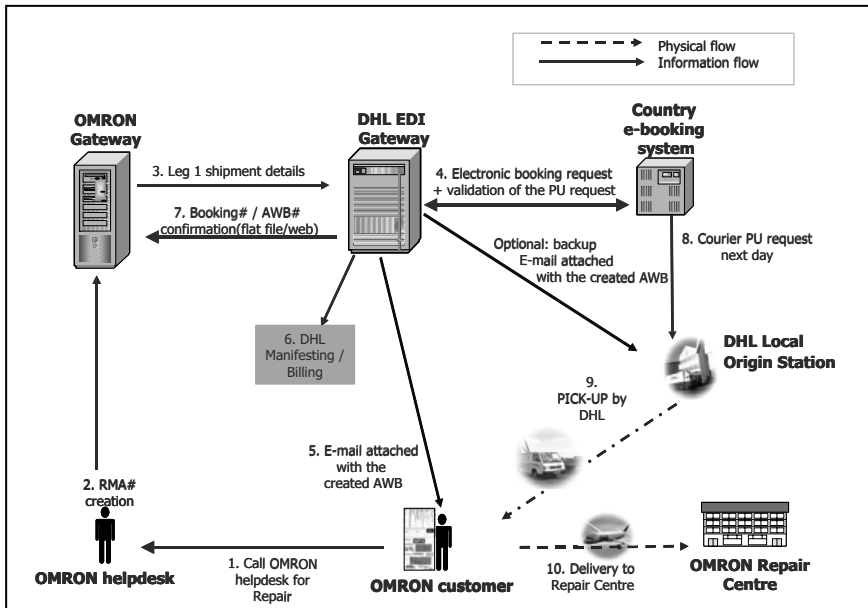 Physical flow
Information flow
OMRON
Gateway
DHL EDI
Gateway
Country
e-booking
system
3. Leg 1 shipment details
4. Electronic booking request
+ validation of the PU request
7. Booking# / AWB#
confirmation(flat file/web)
Optional: backup
E-mail attached
with the created AWB
8. Courier PU request
next day
6. DHL
Manifesting /
Billing
DHL Local
Origin Station
9.
PICK-UP by
DHL
5. E-mail attached
with the
created AWB
2. RMA#
creation
1. Call OMRON
helpdesk for
Repair
OMRON helpdesk
OMRON customer
10. Delivery to
Repair Centre
OMRON Repair
Centre